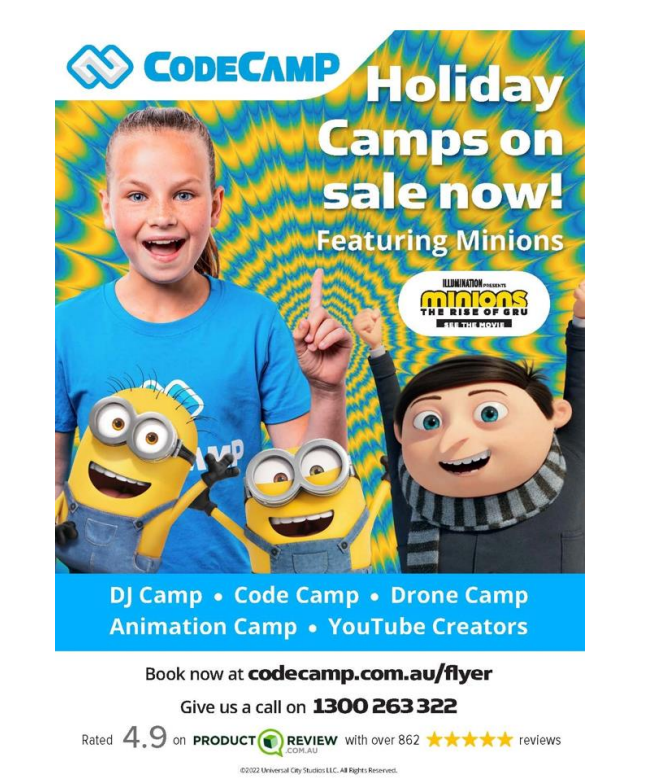 CODECAMP
Holiday
Camps on
sale now!
Featuring Minions
ILLUMINATION PRESENTS
MINIONS
THE RISE OF GRU
SEE THE MOVIE
AMP
DJ Camp • Code Camp • Drone Camp
Animation Camp • YouTube Creators
Book now at codecamp.com.au/flyer
Give us a call on 1300 263 322
Rated 4.9 on PRODUCT REVIEW .COM.AU with over 862 reviews
©2022 Universal City Studios LLC. All Rights Reserved.